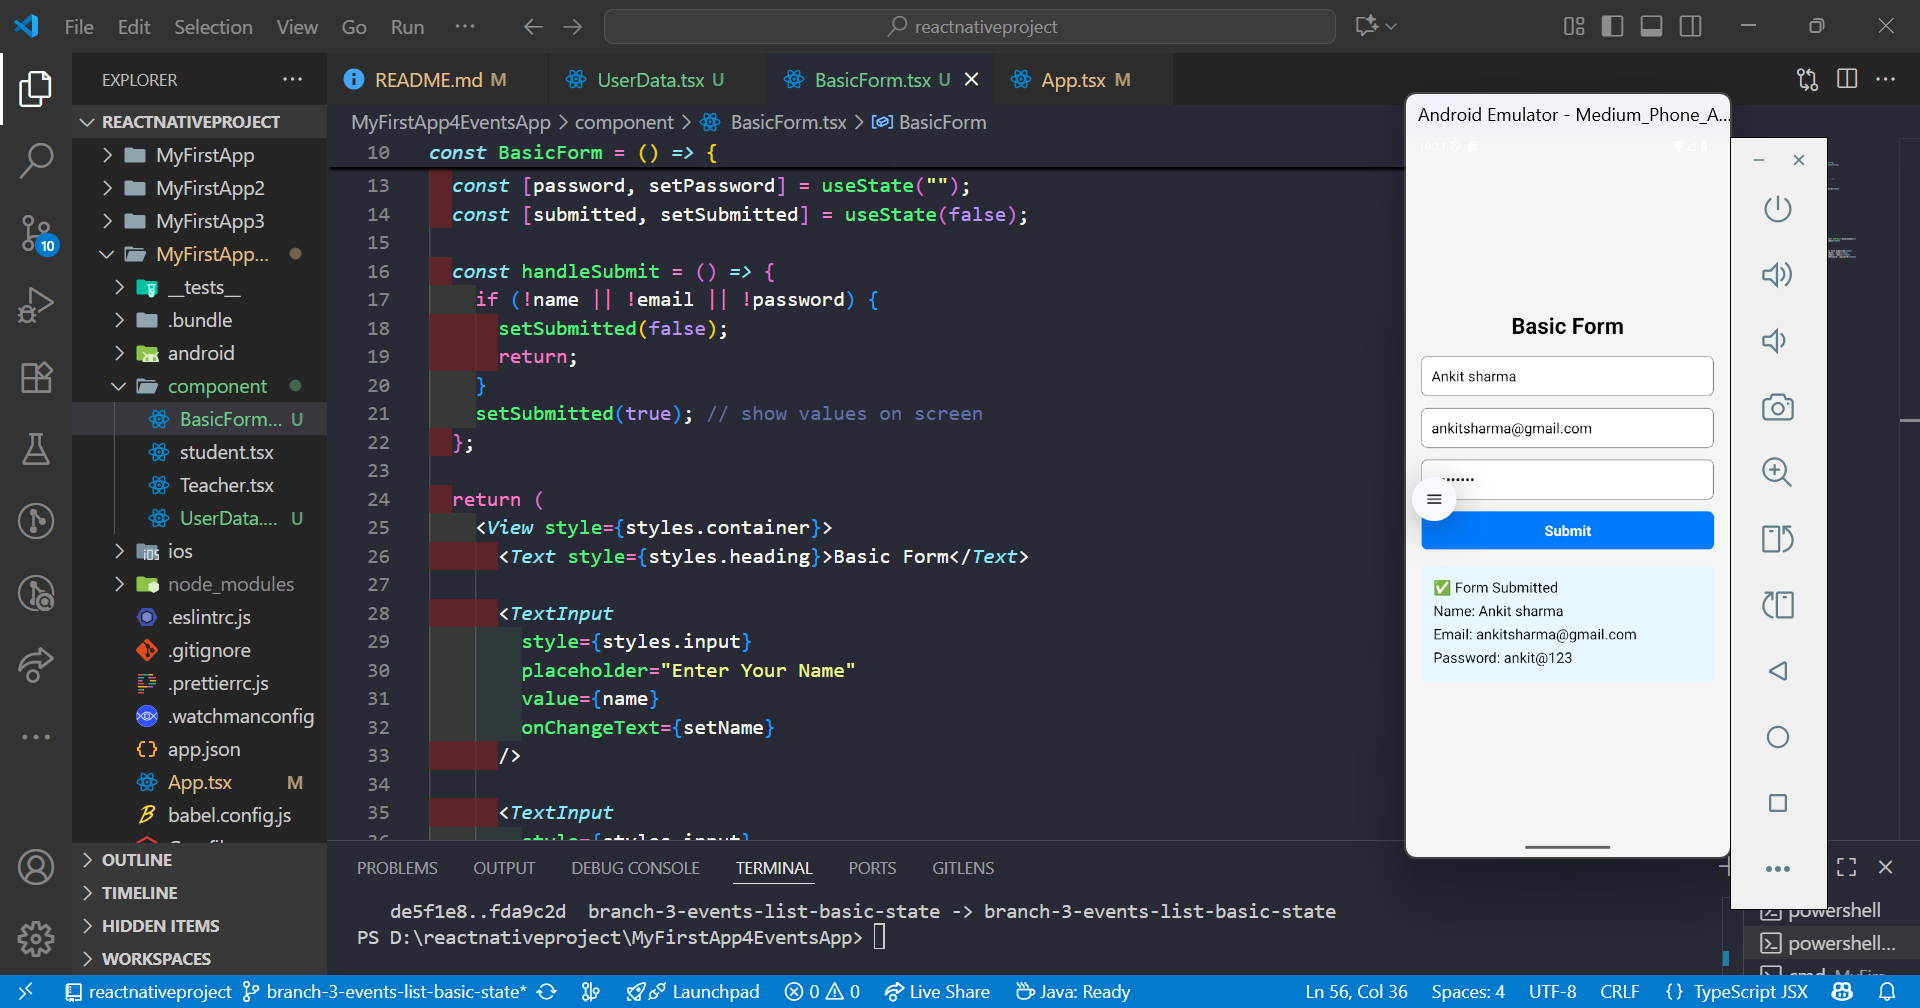 File Edit Selection View Go Run ···
reactnativeproject
EXPLORER
README.md M
UserData.tsx U
BasicForm.tsx U
App.tsx M
REACTNATIVEPROJECT
MyFirstApp
MyFirstApp2
MyFirstApp3
MyFirstApp...
__tests__
.bundle
android
component
BasicForm... U
student.tsx
Teacher.tsx
UserData.... U
ios
node_modules
.eslintrc.js
.gitignore
.prettierrc.js
.watchmanconfig
app.json
App.tsx M
babel.config.js
OUTLINE
TIMELINE
HIDDEN ITEMS
WORKSPACES
10
MyFirstApp4EventsApp > component > BasicForm.tsx > BasicForm
10 const BasicForm = () => {
13 const [password, setPassword] = useState("");
14 const [submitted, setSubmitted] = useState(false);
15
16 const handleSubmit = () => {
17 if (!name || !email || !password) {
18 setSubmitted(false);
19 return;
20 }
21 setSubmitted(true); // show values on screen
22 };
23
24 return (
25 <View style={styles.container}>
26 <Text style={styles.heading}>Basic Form</Text>
27
28 <TextInput
29 style={styles.input}
30 placeholder="Enter Your Name"
31 value={name}
32 onChangeText={setName}
33 />
34
35 <TextInput
36 style={styles.input}
Android Emulator - Medium_Phone_A...
Basic Form
Ankit sharma
ankitsharma@gmail.com
Submit
✅ Form Submitted
Name: Ankit sharma
Email: ankitsharma@gmail.com
Password: ankit@123
PROBLEMS OUTPUT DEBUG CONSOLE TERMINAL PORTS GITLENS
de5f1e8..fda9c2d branch-3-events-list-basic-state -> branch-3-events-list-basic-state
PS D:\reactnativeproject\MyFirstApp4EventsApp>
powershell
powershell...
reactnativeproject branch-3-events-list-basic-state* Launchpad 0 0 Live Share Java: Ready Ln 56, Col 36 Spaces: 4 UTF-8 CRLF {} TypeScript JSX